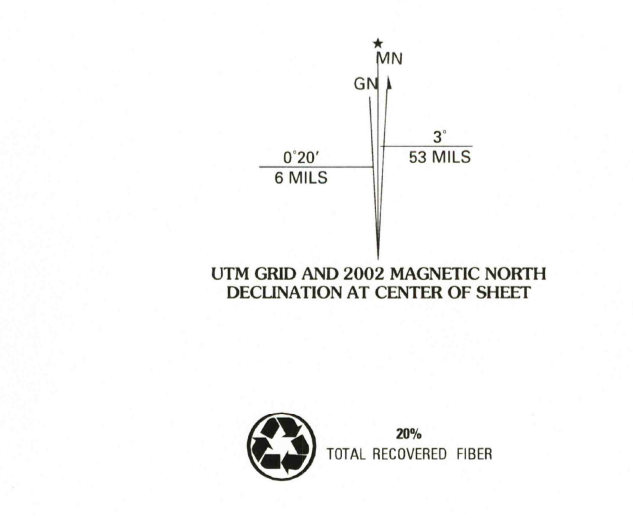 ★
MN
GN
3°
53 MILS
0°20′
6 MILS
UTM GRID AND 2002 MAGNETIC NORTH
DECLINATION AT CENTER OF SHEET
20%
TOTAL RECOVERED FIBER